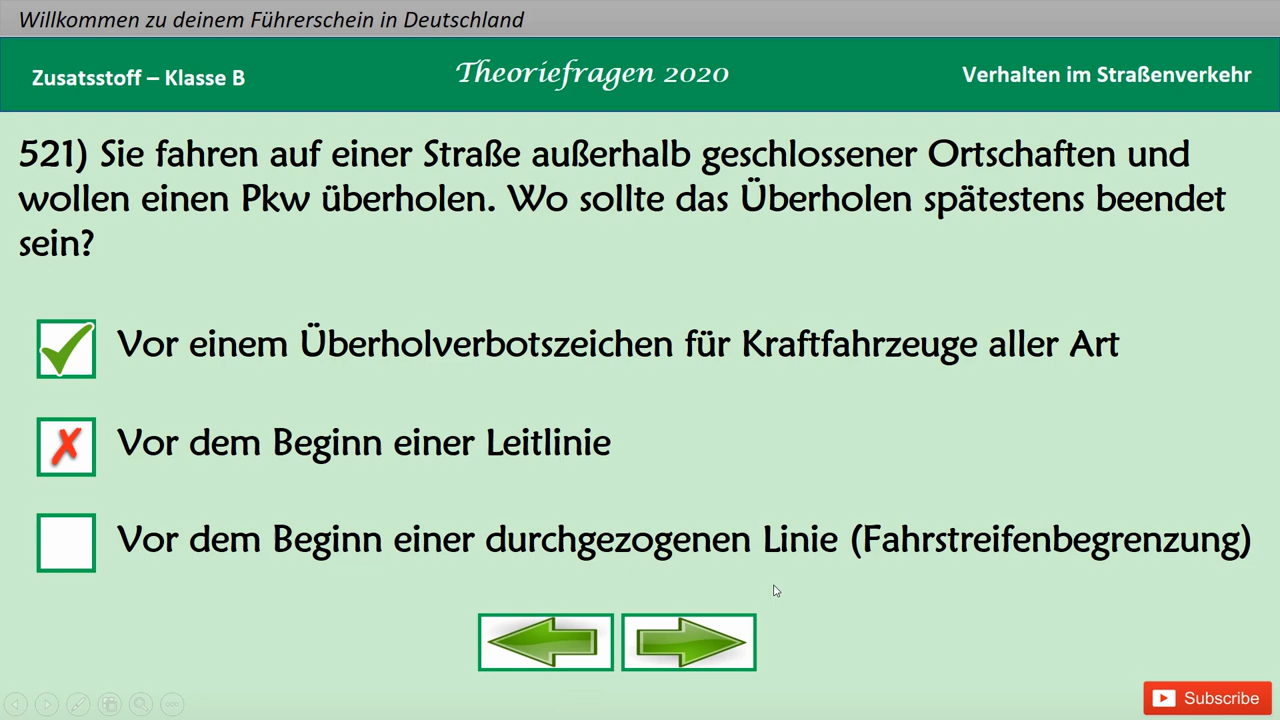 Willkommen zu deinem Führerschein in Deutschland
Zusatsstoff – Klasse B
Theoriefragen 2020
Verhalten im Straßenverkehr
521) Sie fahren auf einer Straße außerhalb geschlossener Ortschaften und
wollen einen Pkw überholen. Wo sollte das Überholen spätestens beendet
sein?
Vor einem Überholverbotszeichen für Kraftfahrzeuge aller Art
Vor dem Beginn einer Leitlinie
Vor dem Beginn einer durchgezogenen Linie (Fahrstreifenbegrenzung)
Subscribe